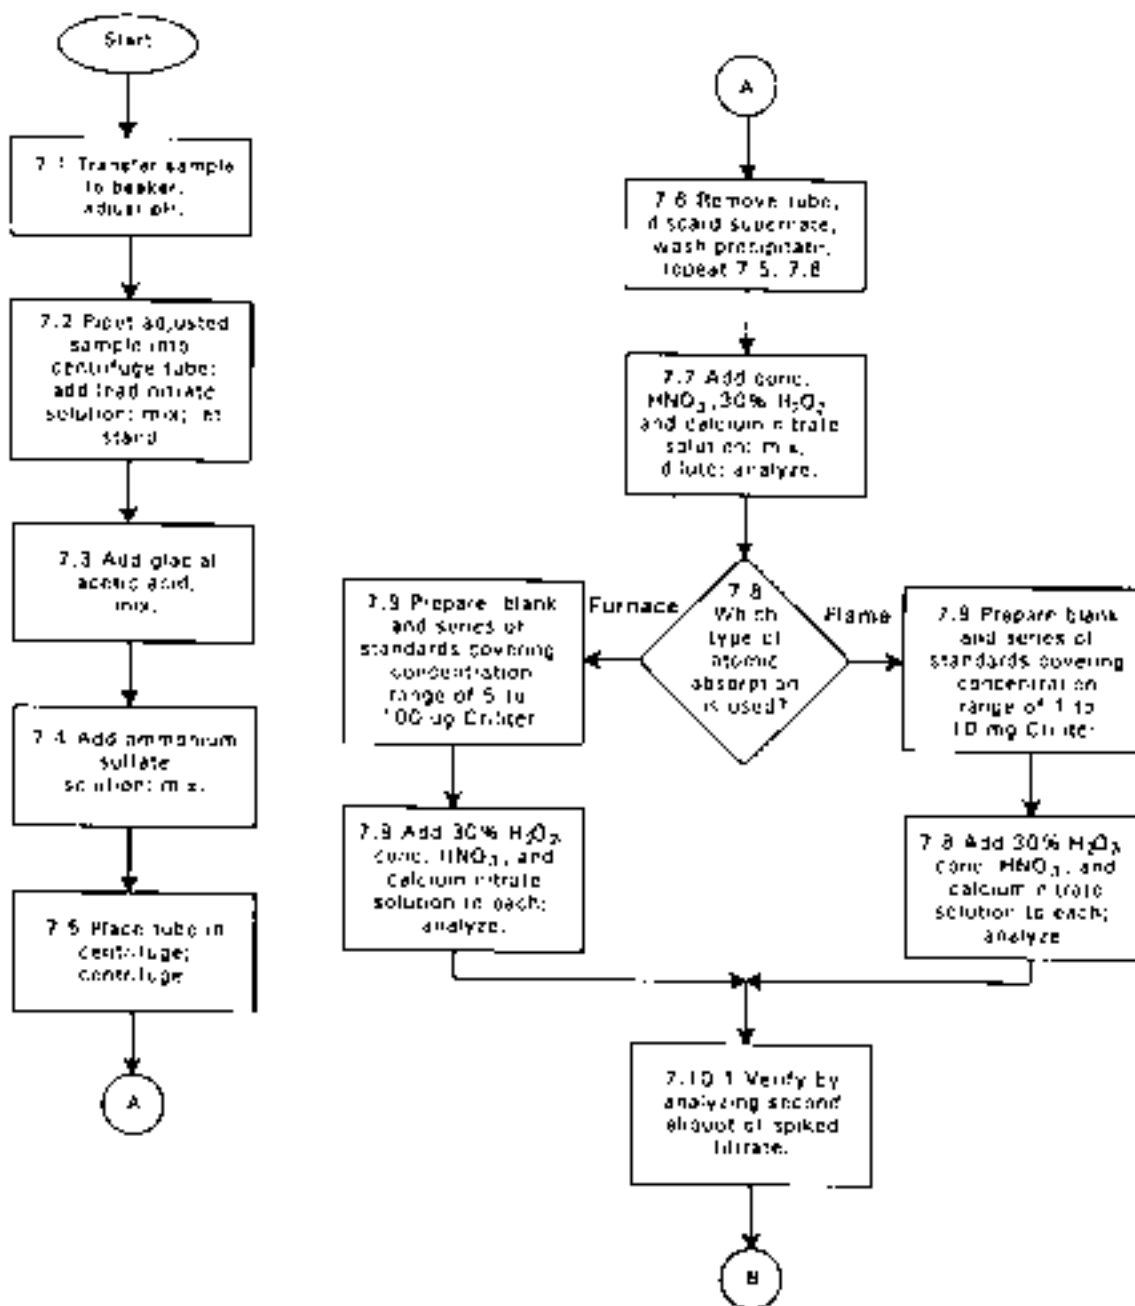 Start
7.1 Transfer sample
to beaker,
adjust pH.
7.2 Pipet adjusted
sample into
centrifuge tube;
add lead nitrate
solution; mix; let
stand
7.3 Add glacial
acetic acid,
mix.
7.4 Add ammonium
sulfate
solution; mix.
7.5 Place tube in
centrifuge;
centrifuge
A
A
7.6 Remove tube,
discard supernate,
wash precipitate,
repeat 7.5, 7.6
7.7 Add conc.
HNO₃, 30% H₂O₂
and calcium nitrate
solution; mix,
dilute; analyze.
7.8
Which
type of
atomic
absorption
is used?
Furnace
Flame
7.9 Prepare blank
and series of
standards covering
concentration
range of 5 to
100 ug Cr/liter
7.9 Add 30% H₂O₂
conc. HNO₃, and
calcium nitrate
solution to each;
analyze.
7.9 Prepare blank
and series of
standards covering
concentration
range of 1 to
10 mg Cr/liter
7.9 Add 30% H₂O₂
conc. HNO₃, and
calcium nitrate
solution to each;
analyze
7.10.1 Verify by
analyzing second
aliquot of spiked
filtrate.
B